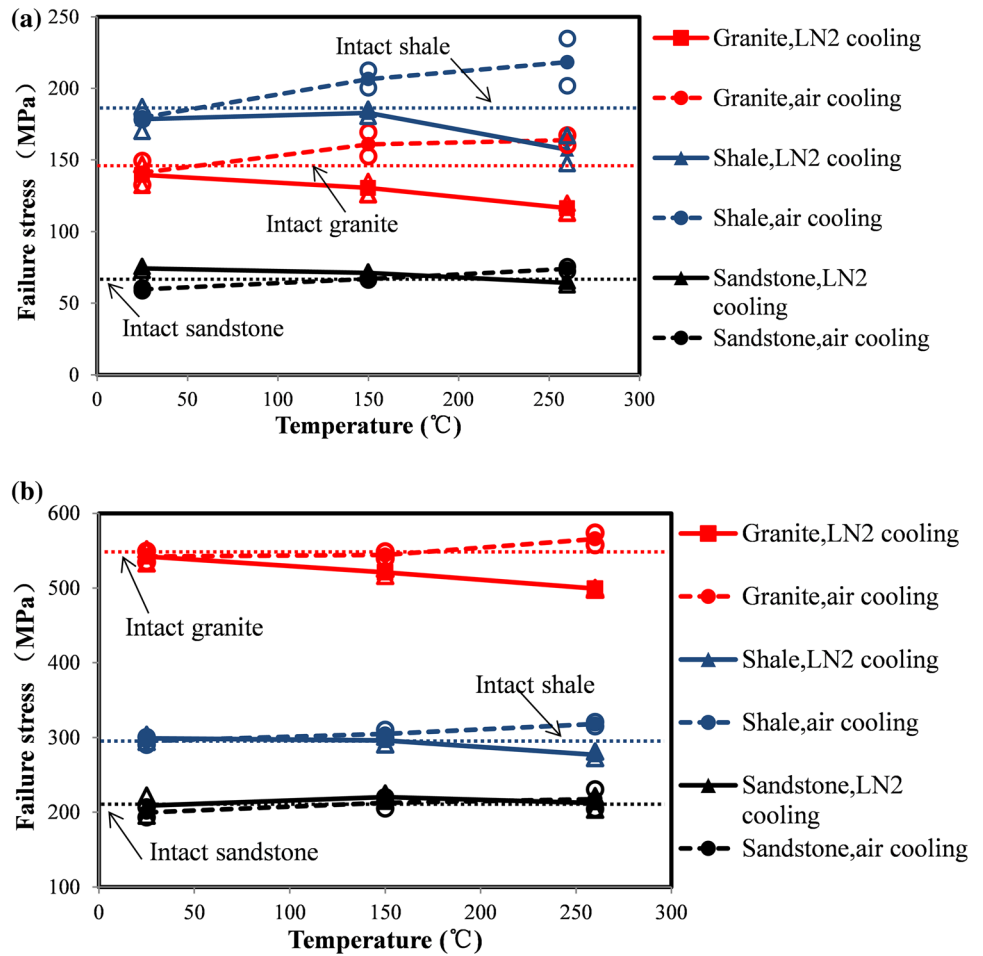 (a)
250
200
150
100
50
0
Failure stress (MPa)
0 50 100 150 200 250 300
Temperature (℃)
Intact shale
Intact granite
Intact sandstone
Granite,LN2 cooling
Granite,air cooling
Shale,LN2 cooling
Shale,air cooling
Sandstone,LN2
cooling
Sandstone,air cooling
(b)
600
500
400
300
200
100
Failure stress (MPa)
0 50 100 150 200 250 300
Temperature (℃)
Intact granite
Intact shale
Intact sandstone
Granite,LN2 cooling
Granite,air cooling
Shale,LN2 cooling
Shale,air cooling
Sandstone,LN2
cooling
Sandstone,air cooling